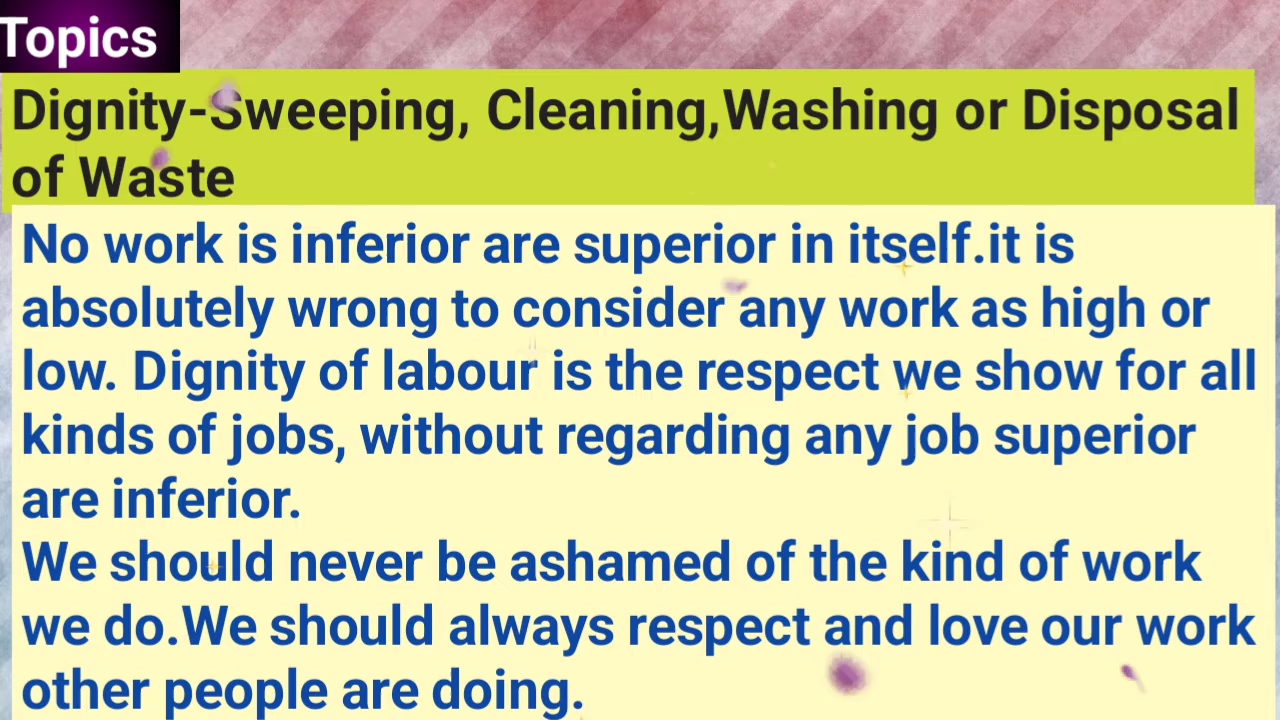 Topics
Dignity-Sweeping, Cleaning,Washing or Disposal
of Waste
No work is inferior are superior in itself.it is
absolutely wrong to consider any work as high or
low. Dignity of labour is the respect we show for all
kinds of jobs, without regarding any job superior
are inferior.
We should never be ashamed of the kind of work
we do.We should always respect and love our work
other people are doing.